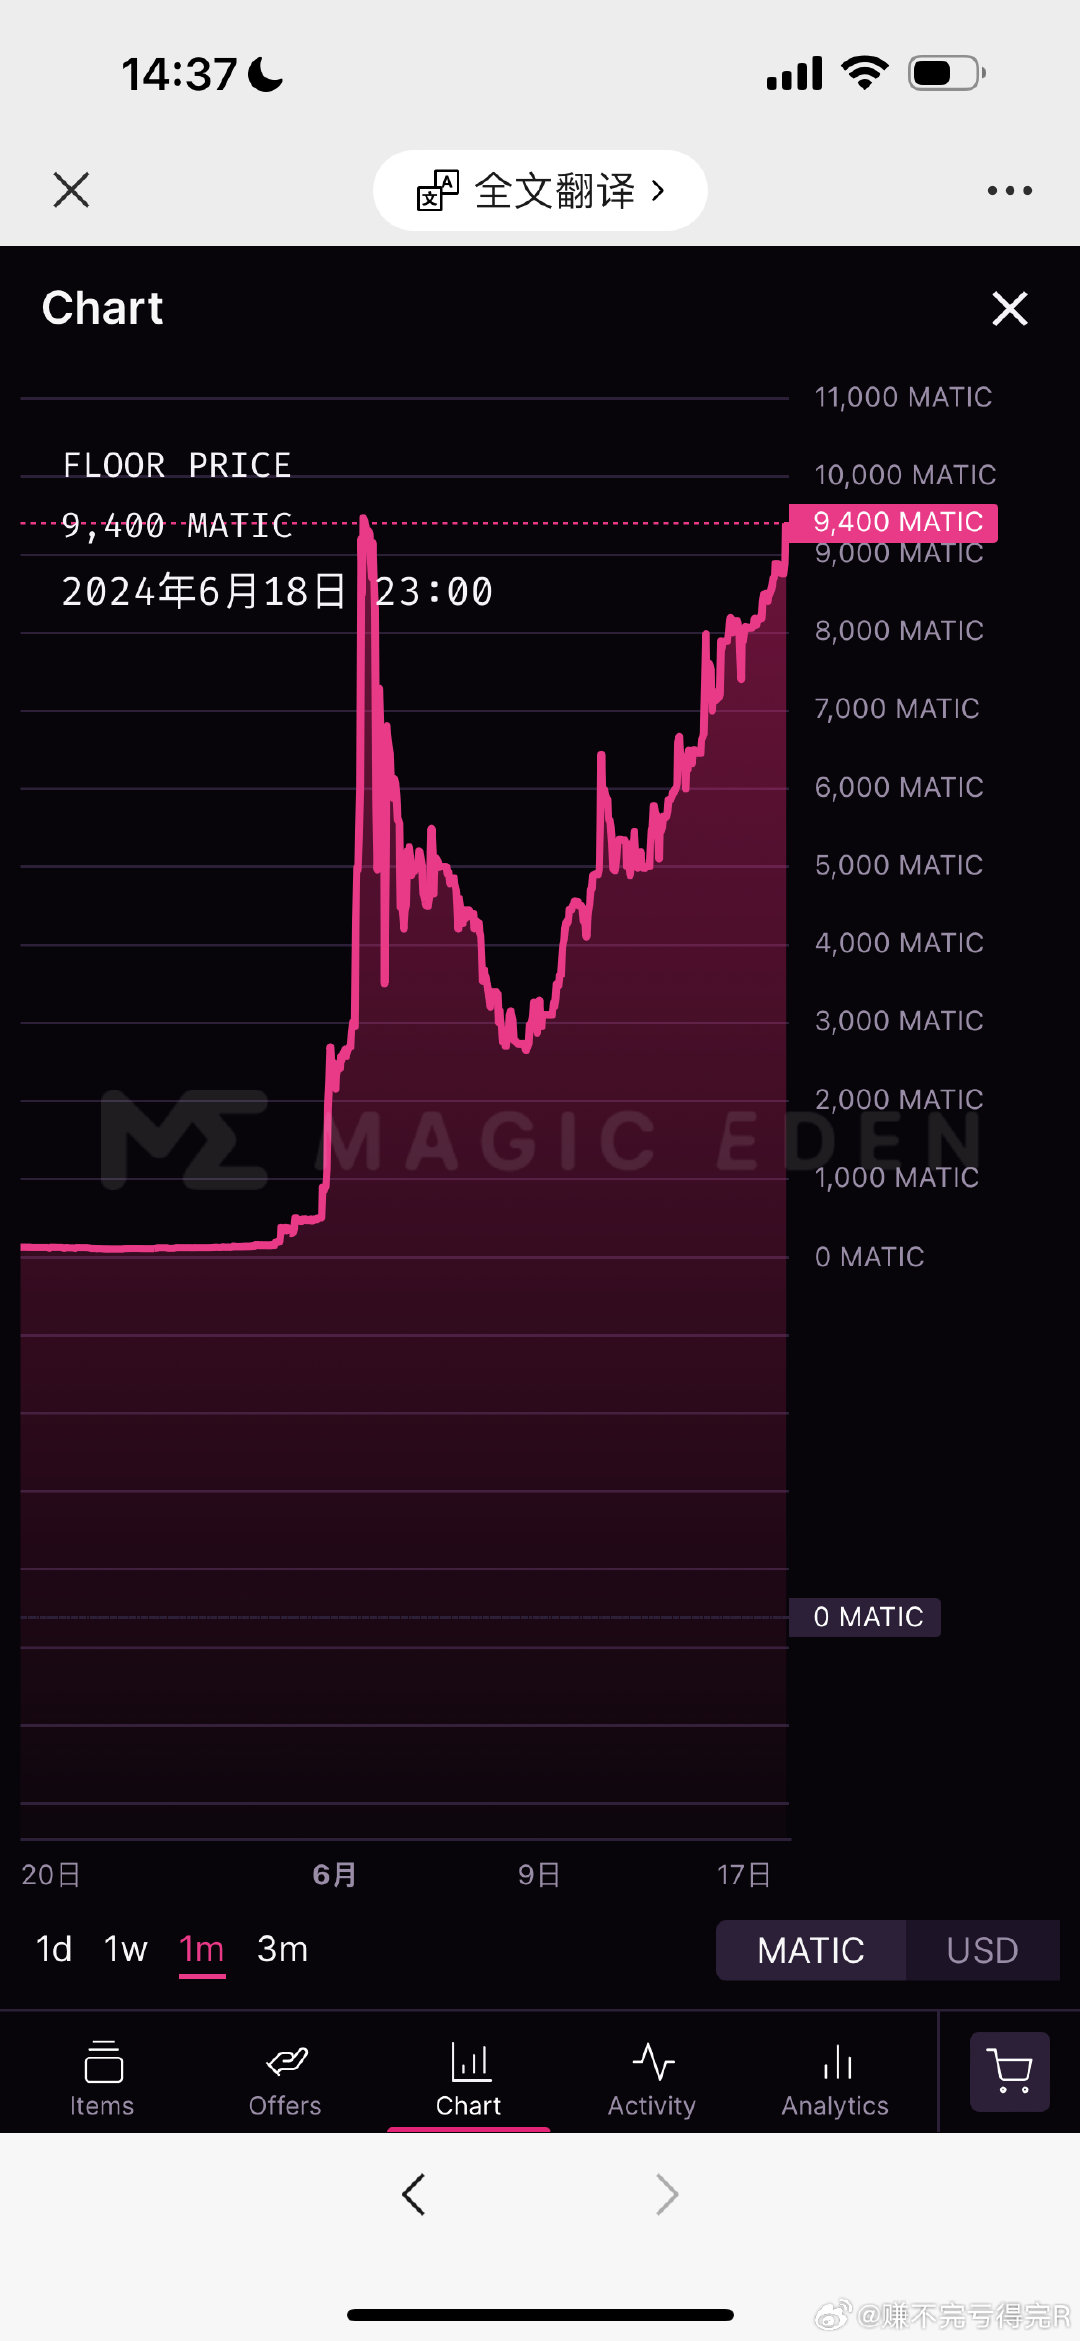 14:37
全文翻译
Chart
11,000 MATIC
FLOOR PRICE
10,000 MATIC
9,400 MATIC
9,400 MATIC
9,000 MATIC
2024年6月18日 23:00
8,000 MATIC
7,000 MATIC
6,000 MATIC
5,000 MATIC
4,000 MATIC
3,000 MATIC
2,000 MATIC
MAGIC EDEN
1,000 MATIC
0 MATIC
0 MATIC
20日 6月 9日 17日
1d 1w 1m 3m MATIC USD
Items Offers Chart Activity Analytics
@赚不完亏得完R